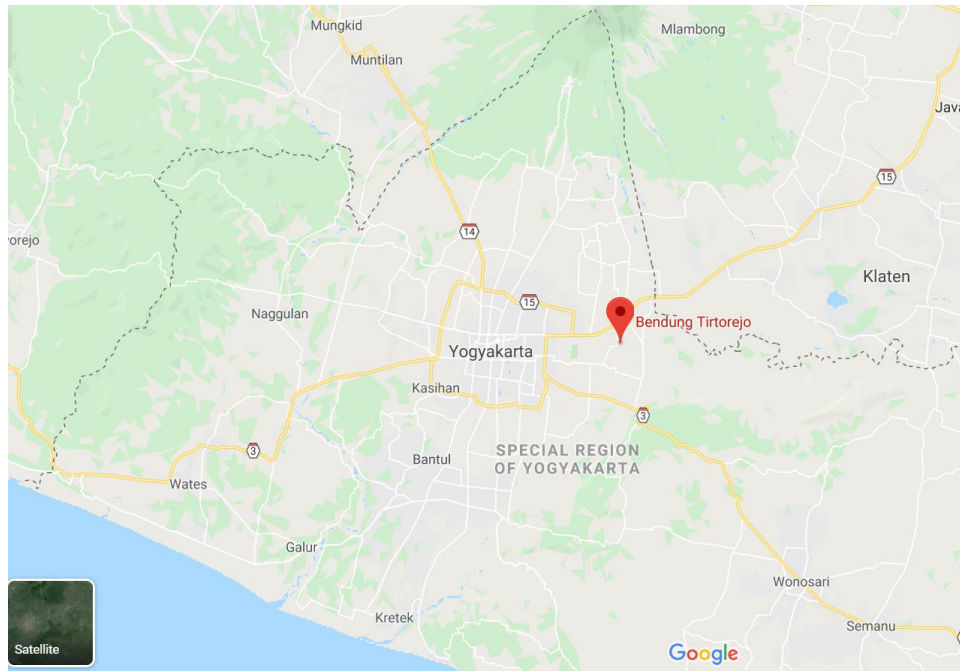 Mungkid
Mlambong
Muntilan
Java
15
orejo
14
Klaten
15
Naggulan
Bendung Tirtorejo
Yogyakarta
Kasihan
3
SPECIAL REGION
OF YOGYAKARTA
3
Bantul
Wates
Galur
Wonosari
Kretek
Semanu
Satellite
Google